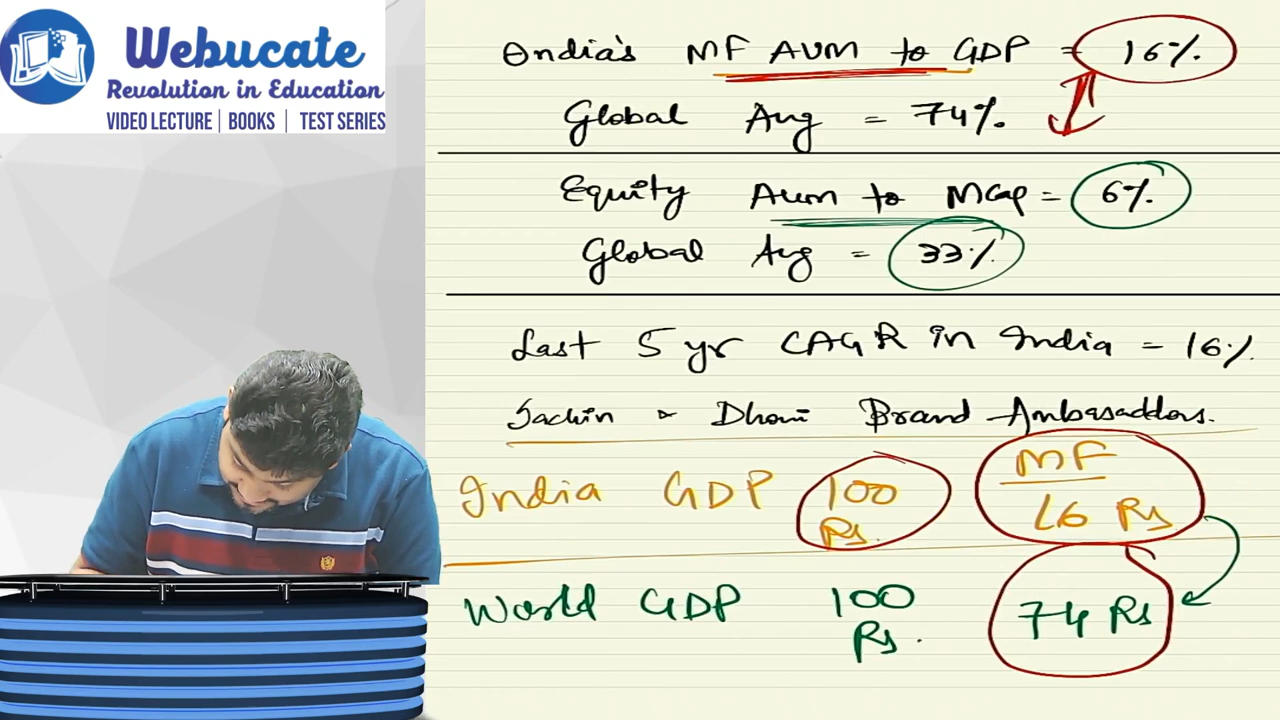 Webucate
Revolution in Education
VIDEO LECTURE | BOOKS | TEST SERIES
India's MF AUM to GDP = 16%.
Global Avg = 74%.
Equity AUM to MCap = 6%.
Global Avg = 33%.
Last 5 yr CAGR in India = 16%.
Sachin & Dhoni Brand Ambasaddors.
India GDP 100 Rs. MF 16 Rs
World GDP 100 Rs. 74 Rs